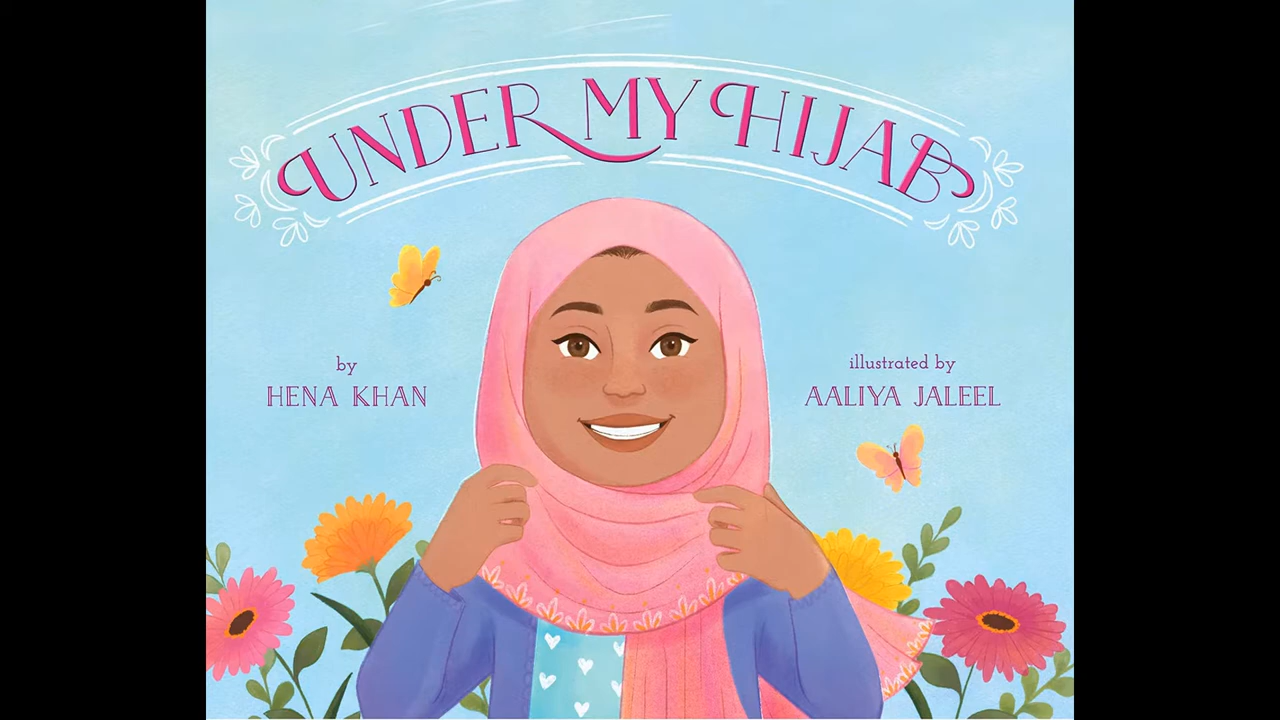 UNDER MY HIJAB
by
HENA KHAN
illustrated by
AALIYA JALEEL